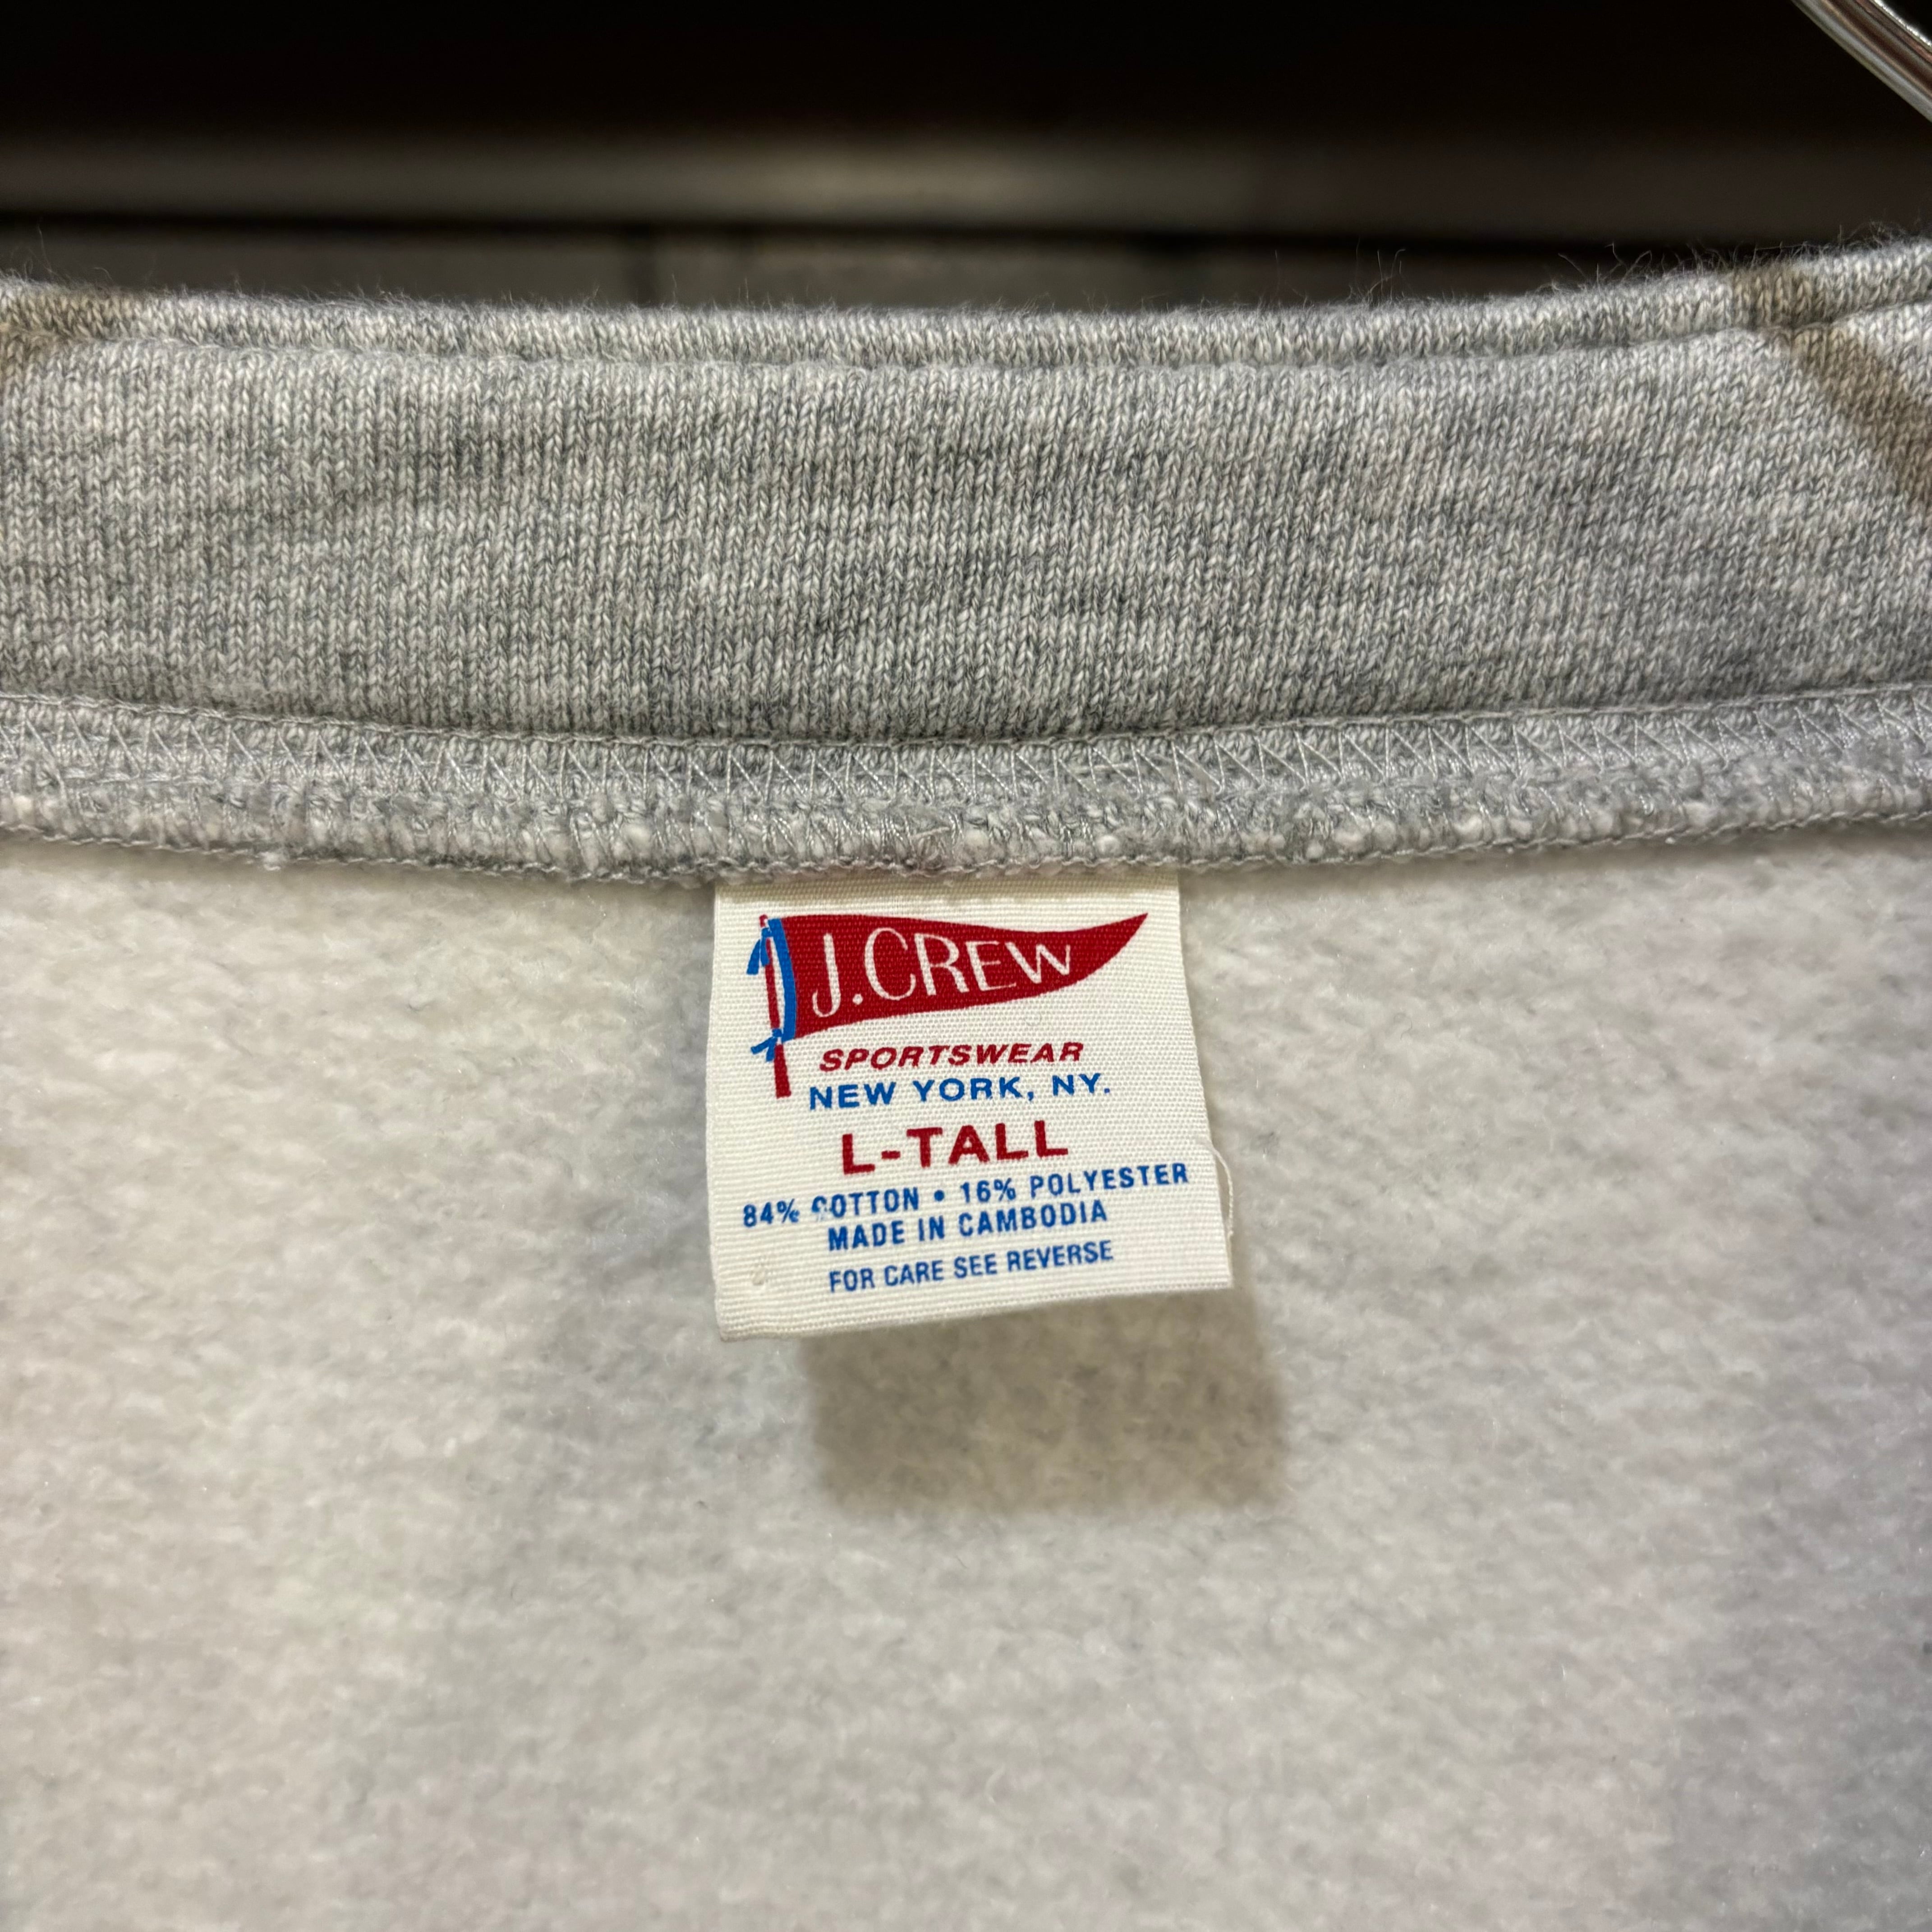 J.CREW
SPORTSWEAR
NEW YORK, NY.
L-TALL
84% COTTON • 16% POLYESTER
MADE IN CAMBODIA
FOR CARE SEE REVERSE